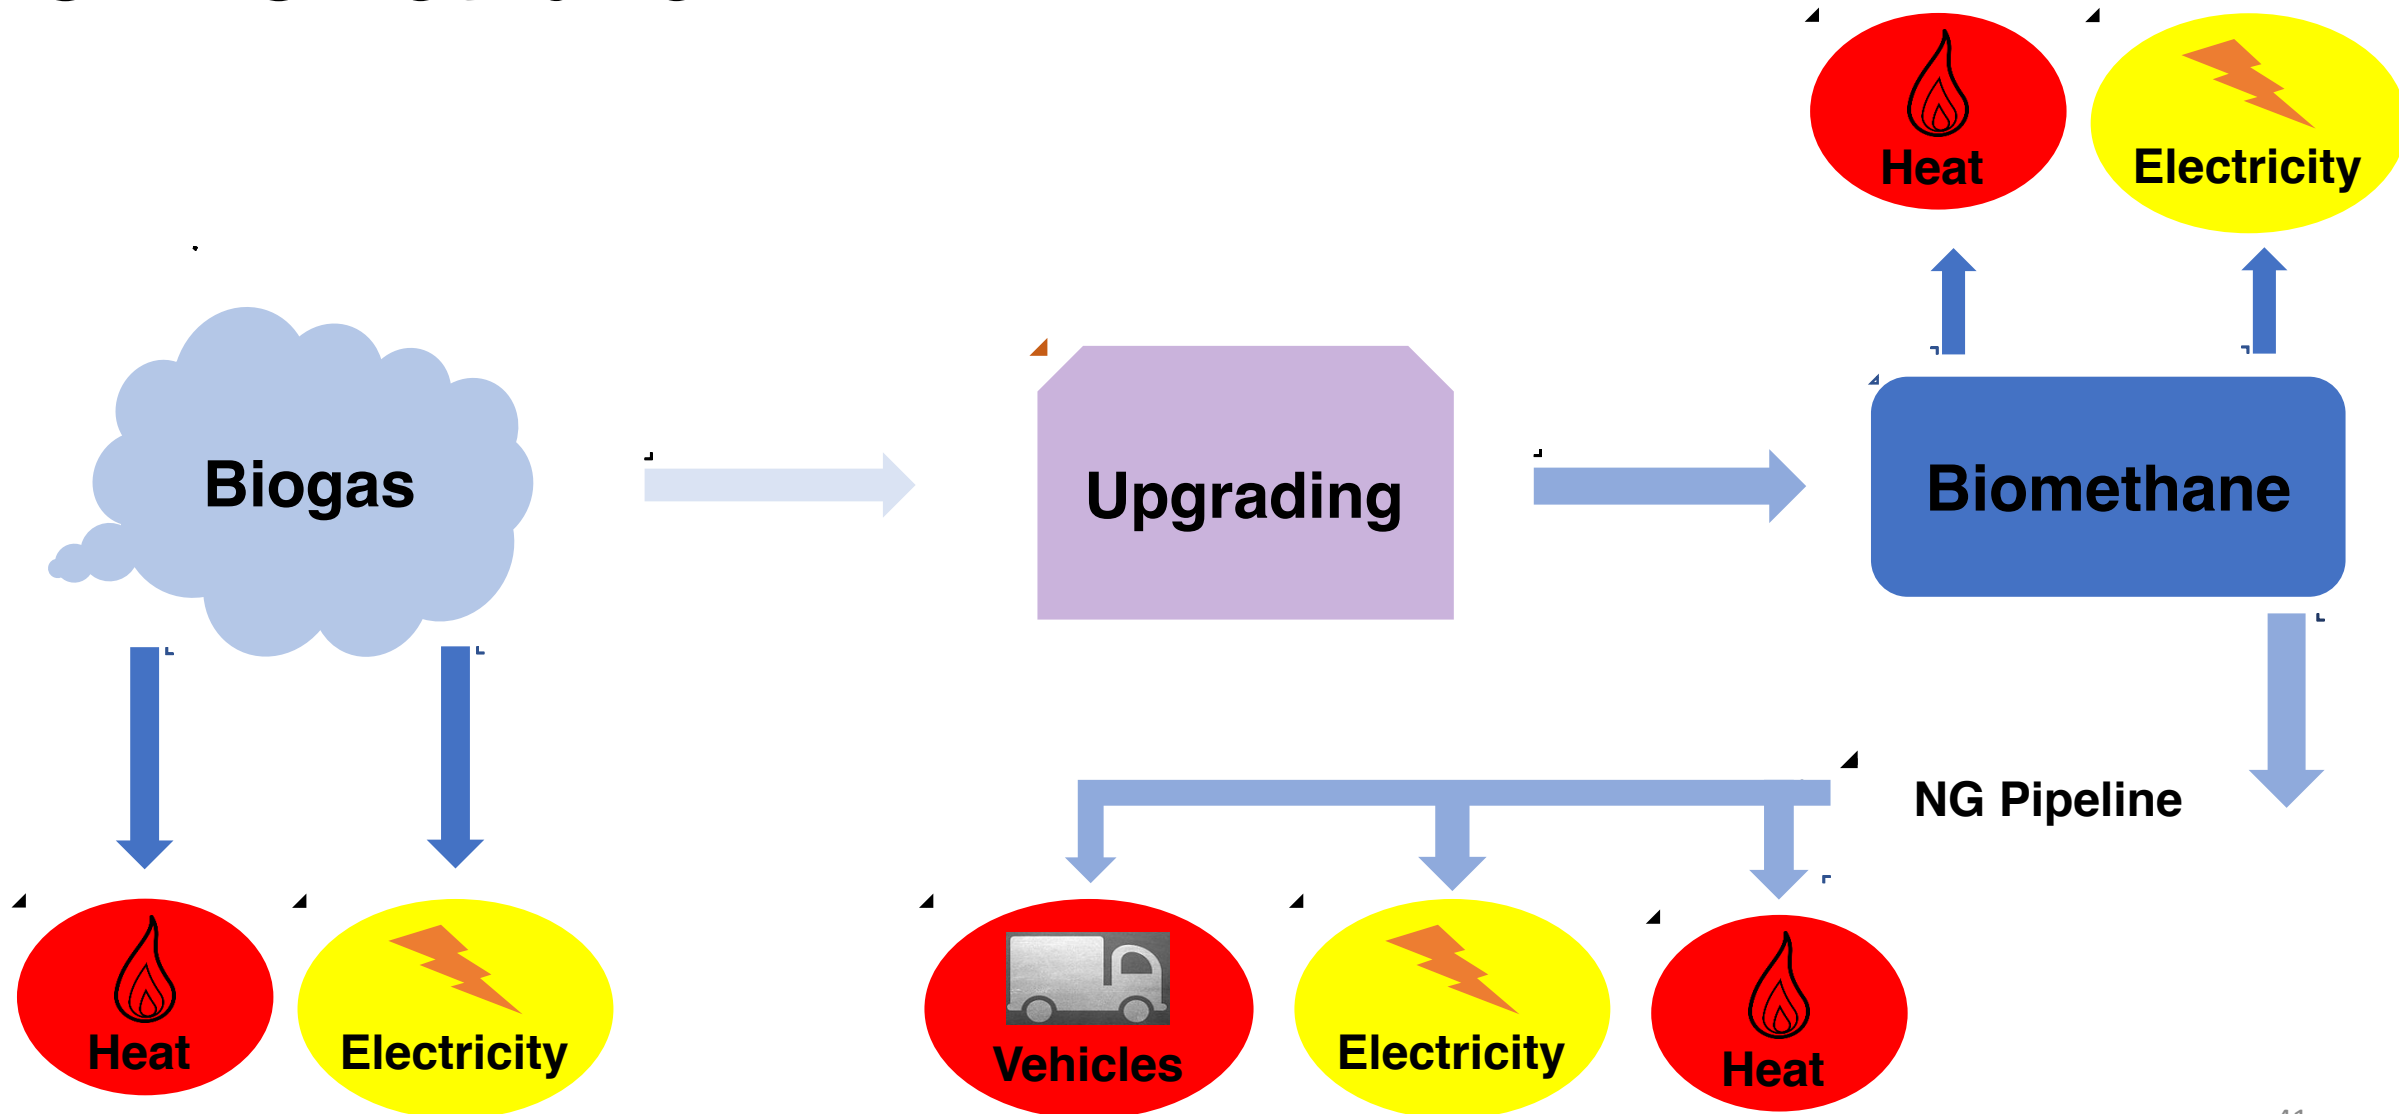 Heat
Electricity
Biogas
Upgrading
Biomethane
NG Pipeline
Heat
Electricity
Vehicles
Electricity
Heat